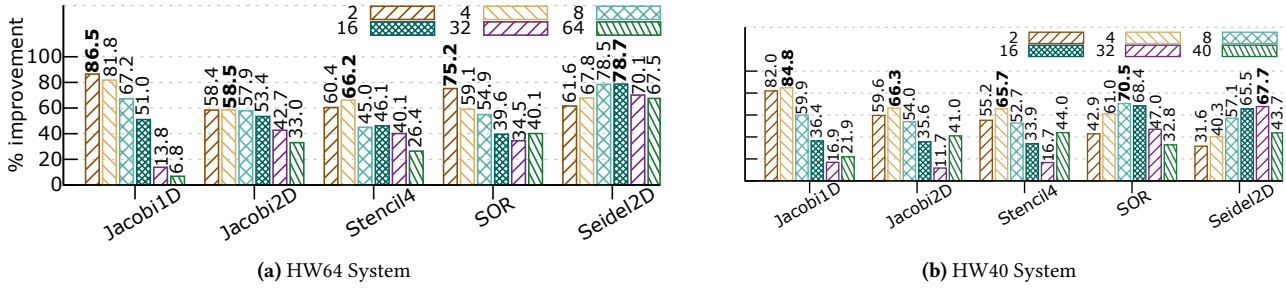 2 4 8
16 32 64
% improvement
100
80
60
40
20
0
86.5 81.8 67.2 51.0 13.8 6.8
58.4 58.5 57.9 53.4 42.7 33.0
60.4 66.2 45.0 46.1 40.1 26.4
75.2 59.1 54.9 39.6 34.5 40.1
61.6 67.8 78.5 78.7 70.1 67.5
Jacobi1D Jacobi2D Stencil4 SOR Seidel2D
(a) HW64 System
2 4 8
16 32 40
82.0 84.8 59.9 36.4 16.9 21.9
59.6 66.3 54.0 35.6 11.7 41.0
55.2 65.7 52.7 33.9 16.7 44.0
42.9 61.0 70.5 68.4 47.0 32.8
31.6 40.3 57.1 65.5 67.7 43.7
Jacobi1D Jacobi2D Stencil4 SOR Seidel2D
(b) HW40 System